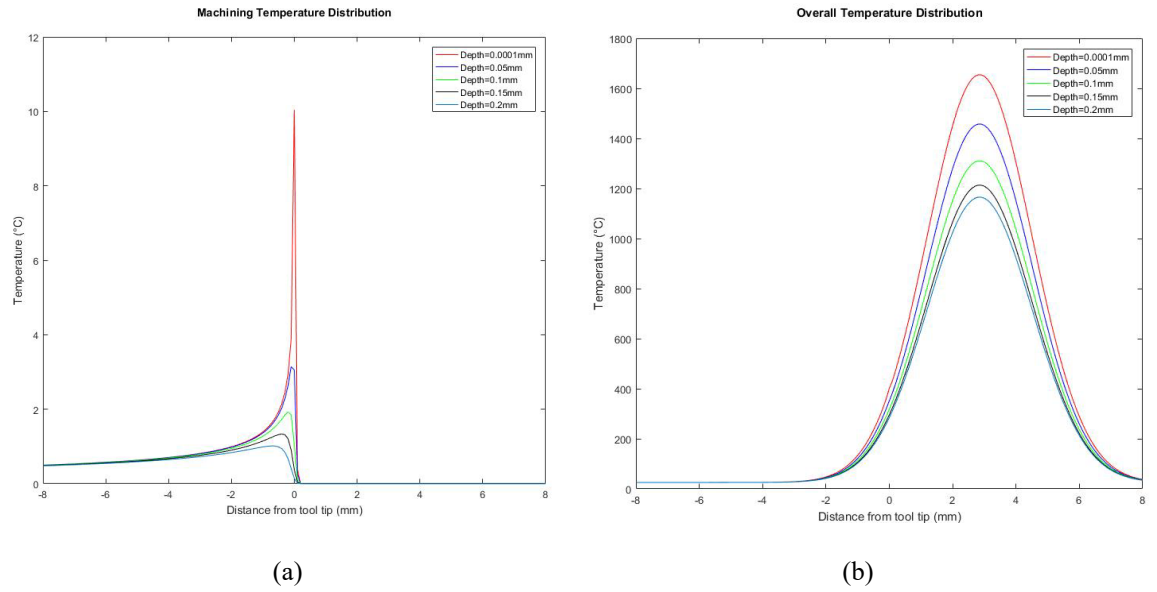 Machining Temperature Distribution
12
10
8
6
4
2
0
Temperature (°C)
-8 -6 -4 -2 0 2 4 6 8
Distance from tool tip (mm)
Depth=0.0001mm
Depth=0.05mm
Depth=0.1mm
Depth=0.15mm
Depth=0.2mm
(a)
Overall Temperature Distribution
1800
1600
1400
1200
1000
800
600
400
200
0
Temperature (°C)
-8 -6 -4 -2 0 2 4 6 8
Distance from tool tip (mm)
Depth=0.0001mm
Depth=0.05mm
Depth=0.1mm
Depth=0.15mm
Depth=0.2mm
(b)